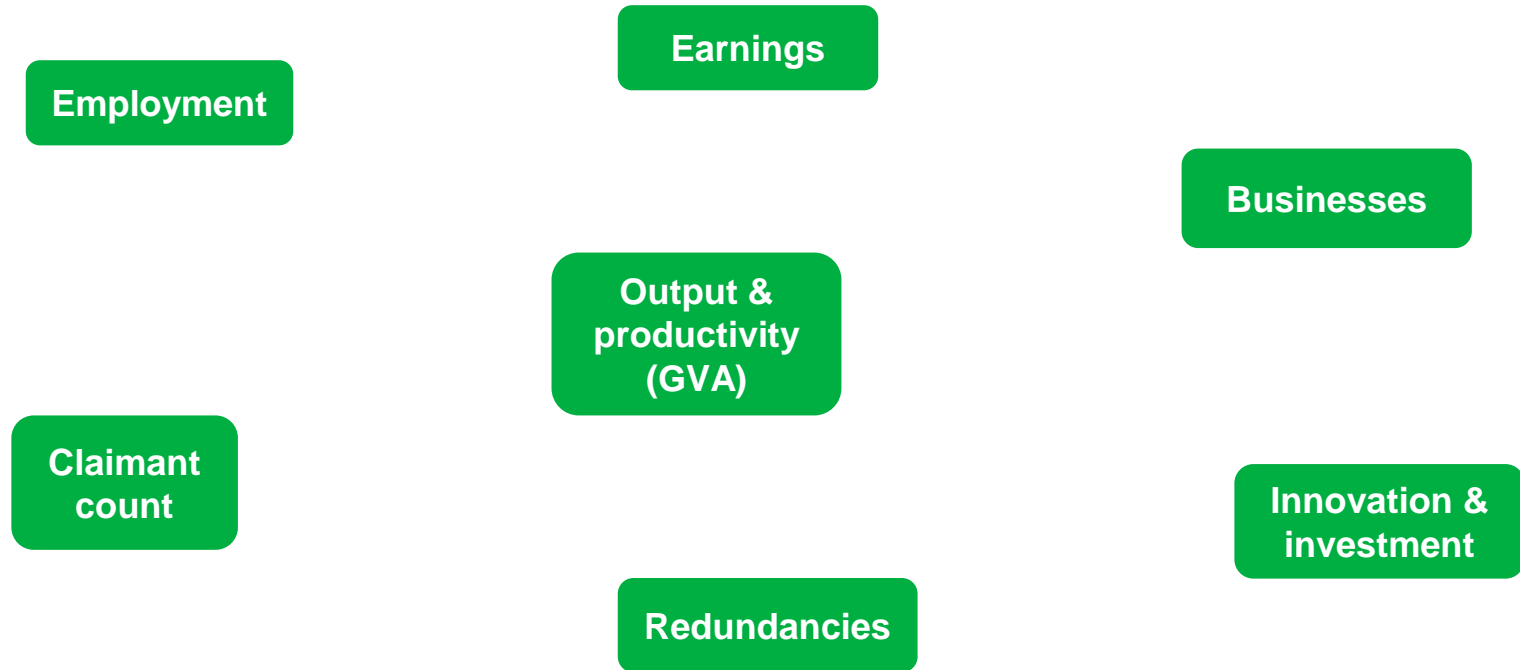 Earnings
Employment
Businesses
Output &
productivity
(GVA)
Claimant
count
Innovation &
investment
Redundancies